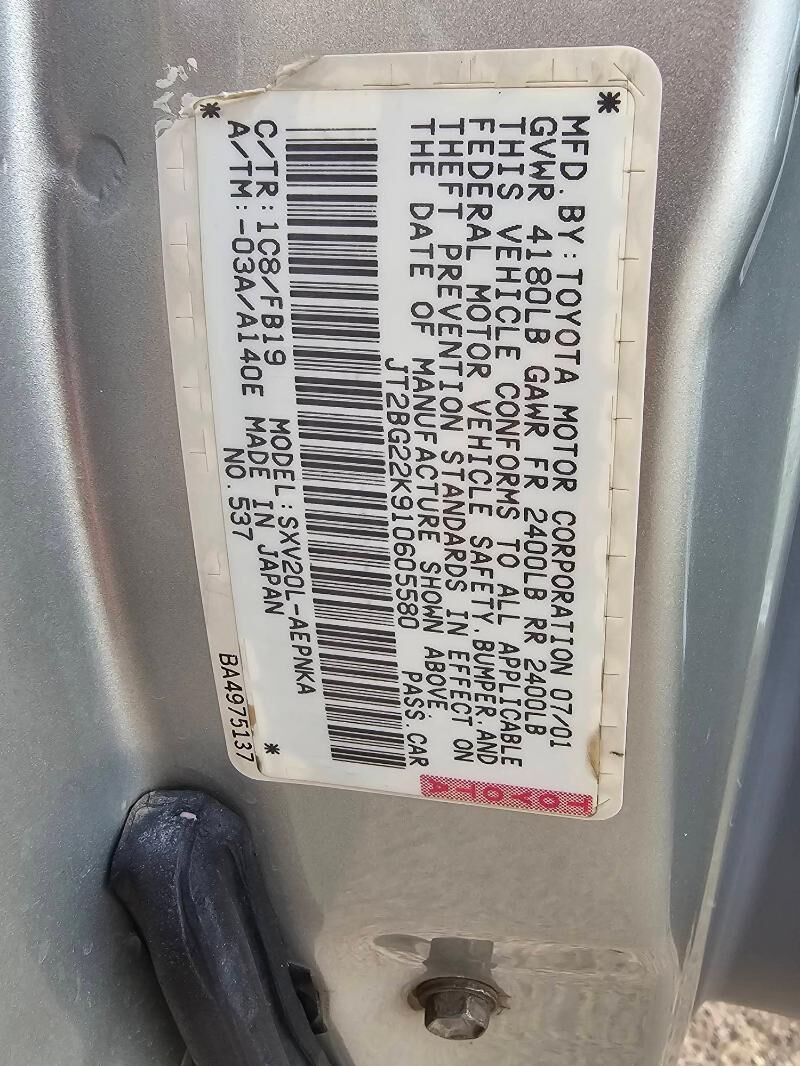 MFD. BY: TOYOTA MOTOR CORPORATION 07/01
GVWR 4180LB GAWR FR 2400LB RR 2400LB
THIS VEHICLE CONFORMS TO ALL APPLICABLE
FEDERAL MOTOR VEHICLE SAFETY, BUMPER, AND
THEFT PREVENTION STANDARDS IN EFFECT ON
THE DATE OF MANUFACTURE SHOWN ABOVE.
JT2BG22K910605580 PASS. CAR
C/TR: 1C8/FB19 MODEL: SXV20L-AEPNKA
A/TM: -03A/A140E MADE IN JAPAN
NO. 537
BA4975137
TOYOTA